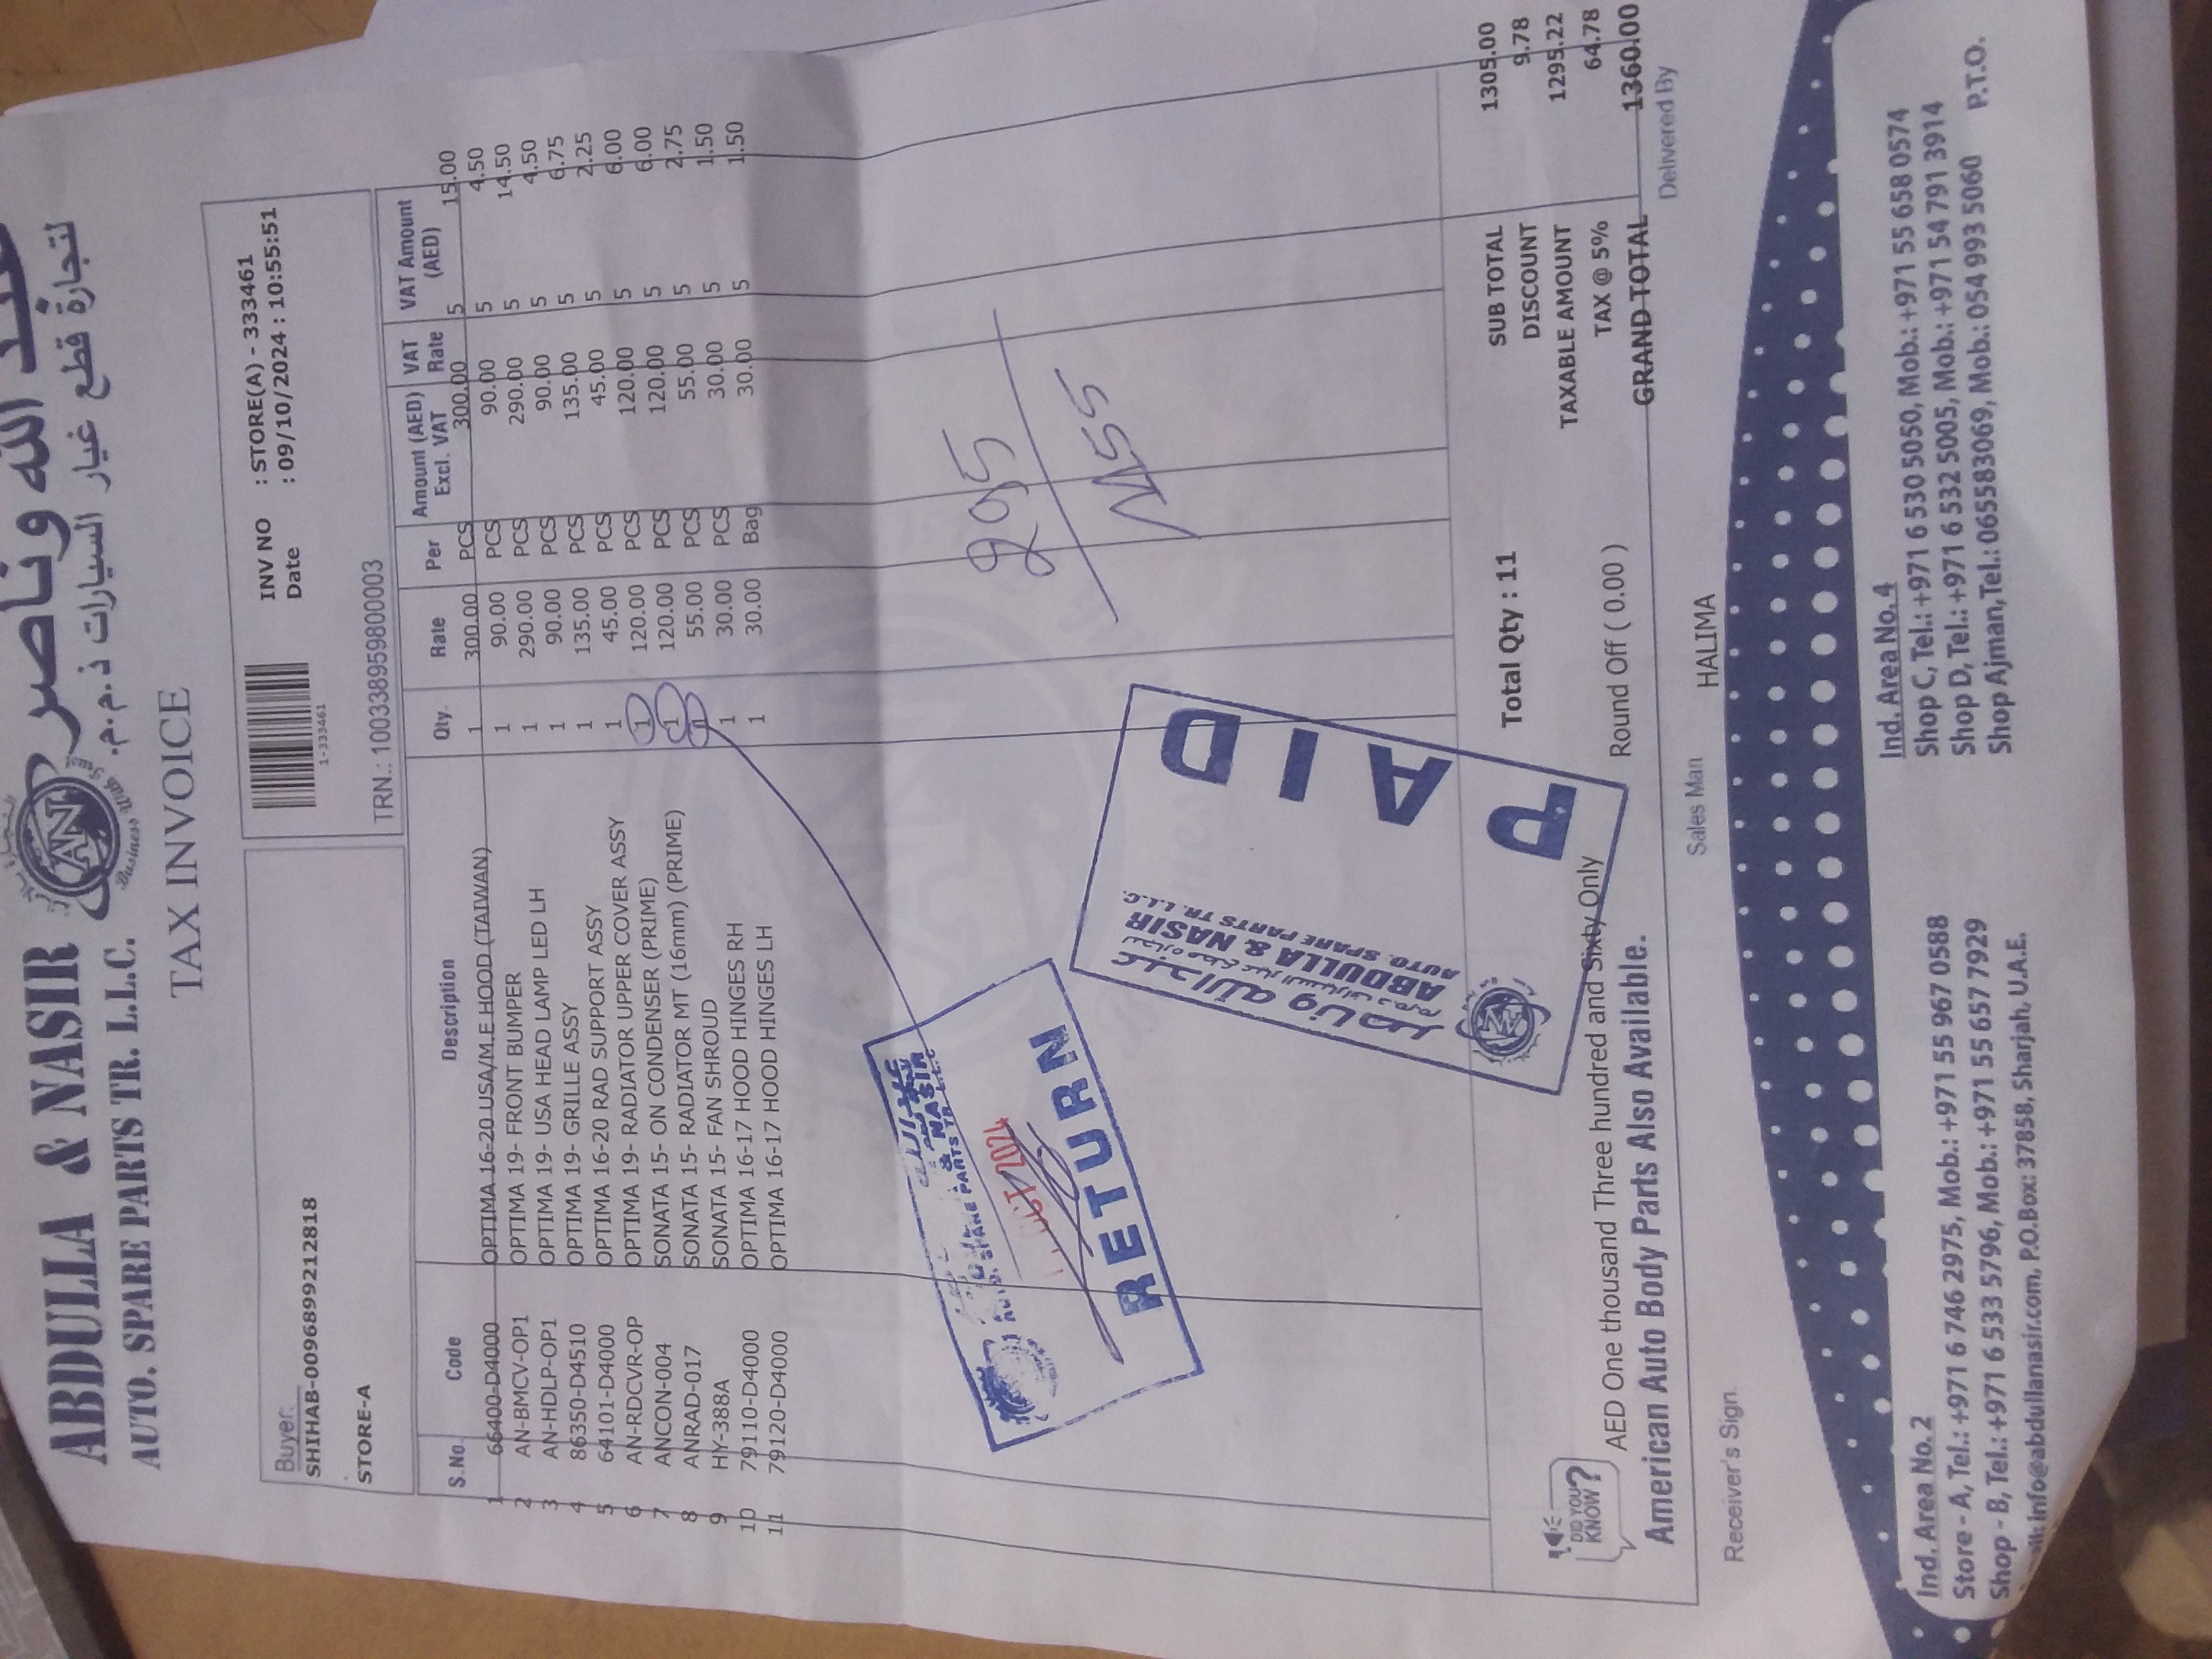 عبد الله وناصر
لتجارة قطع غيار السيارات ذ.م.م.
ABDULLA & NASIR
AUTO. SPARE PARTS TR. L.L.C.
AN
TAX INVOICE
Buyer:
SHIHAB-0096899212818
STORE-A
1-333461
INV NO : STORE(A) - 333461
Date : 09/10/2024 : 10:55:51
TRN.: 100338959800003
S.No. Code Description Qty. Rate Per Amount (AED) Excl. VAT VAT Rate VAT Amount (AED)
1 66400-D4000 OPTIMA 16-20 USA/M.E HOOD (TAIWAN) 1 300.00 PCS 300.00 5 15.00
2 AN-BMCV-OP1 OPTIMA 19- FRONT BUMPER 1 90.00 PCS 90.00 5 4.50
3 AN-HDLP-OP1 OPTIMA 19- USA HEAD LAMP LED LH 1 290.00 PCS 290.00 5 14.50
4 86350-D4510 OPTIMA 19- GRILLE ASSY 1 90.00 PCS 90.00 5 4.50
5 64101-D4000 OPTIMA 16-20 RAD SUPPORT ASSY 1 135.00 PCS 135.00 5 6.75
6 AN-RDCVR-OP OPTIMA 19- RADIATOR UPPER COVER ASSY 1 45.00 PCS 45.00 5 2.25
7 ANCON-004 SONATA 15- ON CONDENSER (PRIME) 1 120.00 PCS 120.00 5 6.00
8 ANRAD-017 SONATA 15- RADIATOR MT (16mm) (PRIME) 1 120.00 PCS 120.00 5 6.00
9 HY-388A SONATA 15- FAN SHROUD 1 55.00 PCS 55.00 5 2.75
10 79110-D4000 OPTIMA 16-17 HOOD HINGES RH 1 30.00 PCS 30.00 5 1.50
11 79120-D4000 OPTIMA 16-17 HOOD HINGES LH 1 30.00 Bag 30.00 5 1.50
295
& NASIR
SPARE PARTS TR. L.L.C
OCT 2024
RETURN
عبدالله وناصر
ABDULLA & NASIR
AUTO. SPARE PARTS TR. L.L.C.
PAID
Total Qty : 11
SUB TOTAL 1305.00
DISCOUNT 9.78
TAXABLE AMOUNT 1295.22
TAX @ 5% 64.78
GRAND TOTAL 1360.00
Round Off ( 0.00 )
DID YOU KNOW?
AED One thousand Three hundred and Sixty Only
American Auto Body Parts Also Available.
Receiver's Sign.
Sales Man HALIMA
Delivered By
Ind. Area No. 2
Store - A, Tel.: +971 6 746 2975, Mob.: +971 55 967 0588
Shop - B, Tel.: +971 6 533 5796, Mob.: +971 55 657 7929
info@abdullanasir.com, P.O.Box: 37858, Sharjah, U.A.E.
Ind. Area No. 4
Shop C, Tel.: +971 6 530 5050, Mob.: +971 55 658 0574
Shop D, Tel.: +971 6 532 5005, Mob.: +971 54 791 3914
Shop Ajman, Tel.: 065583069, Mob.: 054 993 5060 P.T.O.